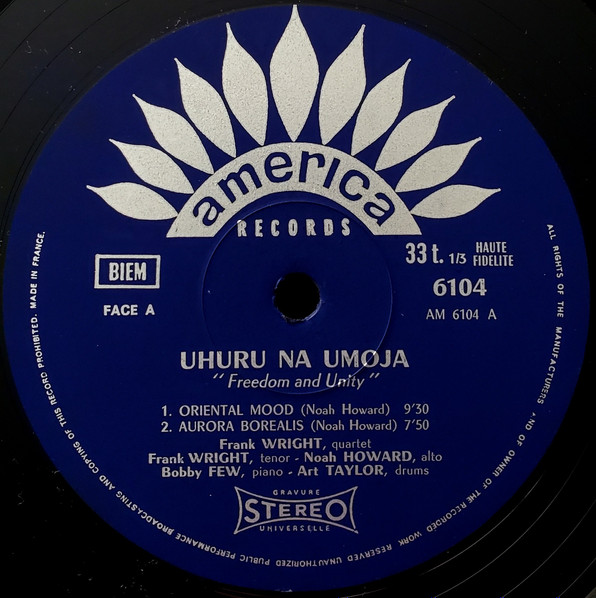 america
RECORDS
33 t. 1/3 HAUTE FIDELITE
BIEM
6104
FACE A
AM 6104 A
UHURU NA UMOJA
“Freedom and Unity”
1. ORIENTAL MOOD (Noah Howard) 9'30
2. AURORA BOREALIS (Noah Howard) 7'50
Frank WRIGHT, quartet
Frank WRIGHT, tenor - Noah HOWARD, alto
Bobby FEW, piano - Art TAYLOR, drums
GRAVURE
STEREO
UNIVERSELLE
ALL RIGHTS OF THE MANUFACTURERS AND OF OWNER OF THE RECORDED WORK RESERVED UNAUTHORIZED PUBLIC PERFORMANCE BROADCASTING AND COPYING OF THIS RECORD PROHIBITED. MADE IN FRANCE.